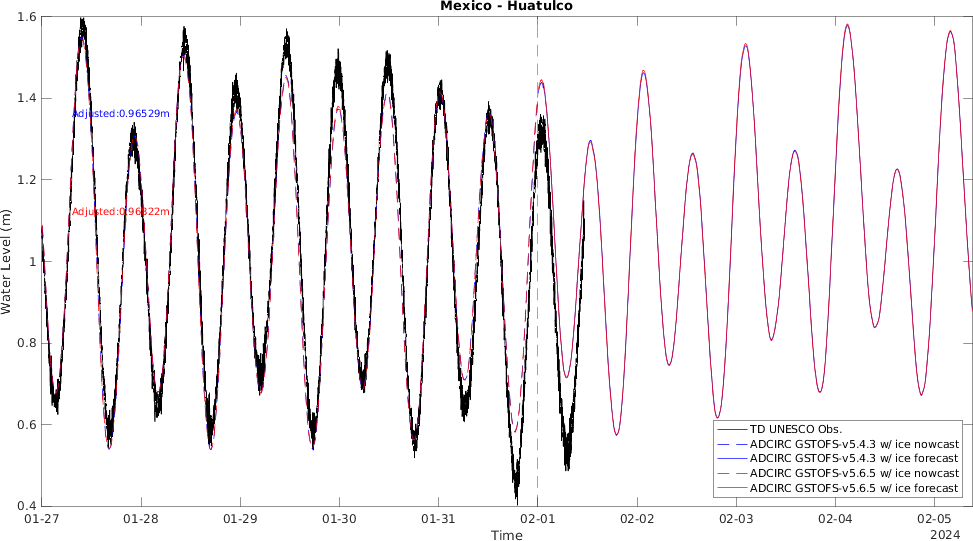 Mexico - Huatulco
1.6
1.4
1.2
1
0.8
0.6
0.4
Water Level (m)
Adjusted:0.96529m
Adjusted:0.96322m
TD UNESCO Obs.
ADCIRC GSTOFS-v5.4.3 w/ ice nowcast
ADCIRC GSTOFS-v5.4.3 w/ ice forecast
ADCIRC GSTOFS-v5.6.5 w/ ice nowcast
ADCIRC GSTOFS-v5.6.5 w/ ice forecast
01-27 01-28 01-29 01-30 01-31 02-01 02-02 02-03 02-04 02-05
2024
Time